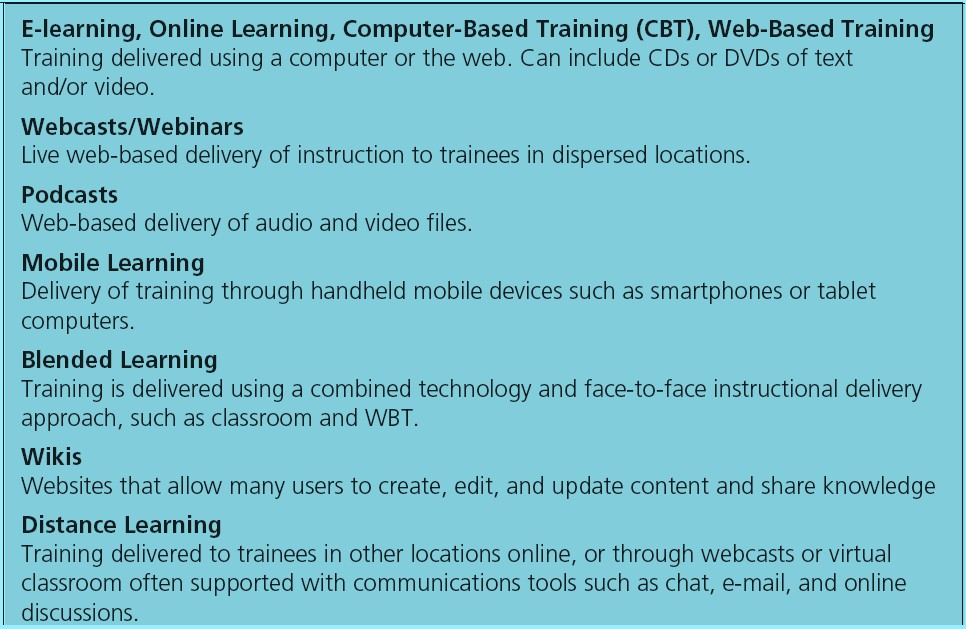 E-learning, Online Learning, Computer-Based Training (CBT), Web-Based Training
Training delivered using a computer or the web. Can include CDs or DVDs of text
and/or video.
Webcasts/Webinars
Live web-based delivery of instruction to trainees in dispersed locations.
Podcasts
Web-based delivery of audio and video files.
Mobile Learning
Delivery of training through handheld mobile devices such as smartphones or tablet
computers.
Blended Learning
Training is delivered using a combined technology and face-to-face instructional delivery
approach, such as classroom and WBT.
Wikis
Websites that allow many users to create, edit, and update content and share knowledge
Distance Learning
Training delivered to trainees in other locations online, or through webcasts or virtual
classroom often supported with communications tools such as chat, e-mail, and online
discussions.